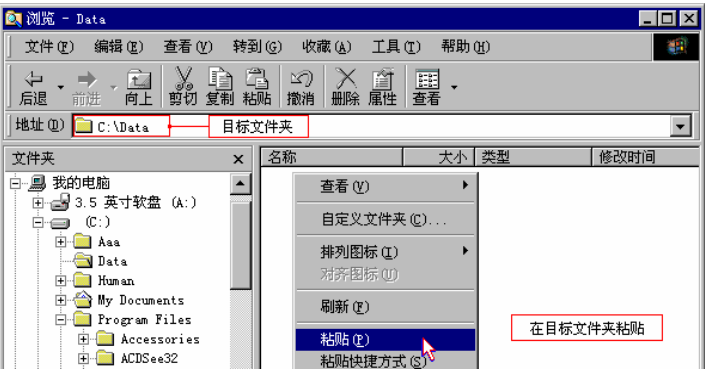 浏览 - Data
文件(F) 编辑(E) 查看(V) 转到(G) 收藏(A) 工具(T) 帮助(H)
后退 前进 向上 剪切 复制 粘贴 撤消 删除 属性 查看
地址(D) C:\Data 目标文件夹
文件夹 × 名称 大小 类型 修改时间
我的电脑
3.5 英寸软盘 (A:)
(C:)
Aaa
Data
Human
My Documents
Program Files
Accessories
ACDSee32
查看(V)
自定义文件夹(C)...
排列图标(I)
对齐图标(U)
刷新(F)
粘贴(P)
粘贴快捷方式(S)
在目标文件夹粘贴